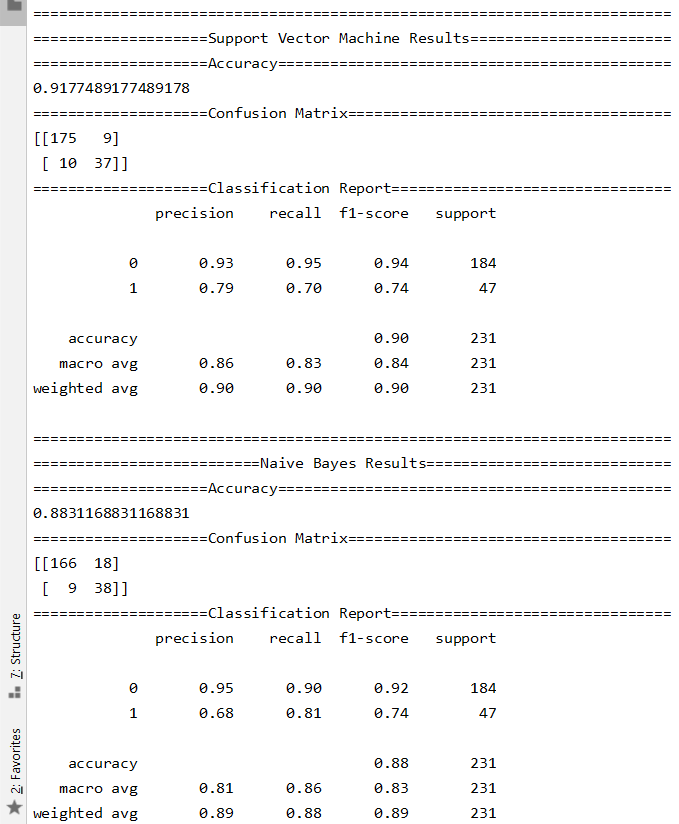 ==========================================================================
====================Support Vector Machine Results=======================
====================Accuracy=============================================
0.9177489177489178
====================Confusion Matrix=====================================
[[175   9]
 [ 10  37]]
====================Classification Report================================
              precision    recall  f1-score   support

           0       0.93      0.95      0.94       184
           1       0.79      0.70      0.74        47

    accuracy                           0.90       231
   macro avg       0.86      0.83      0.84       231
weighted avg       0.90      0.90      0.90       231

==========================================================================
==========================Naive Bayes Results============================
====================Accuracy=============================================
0.8831168831168831
====================Confusion Matrix=====================================
[[166  18]
 [  9  38]]
====================Classification Report================================
              precision    recall  f1-score   support

           0       0.95      0.90      0.92       184
           1       0.68      0.81      0.74        47

    accuracy                           0.88       231
   macro avg       0.81      0.86      0.83       231
weighted avg       0.89      0.88      0.89       231
7: Structure
2: Favorites